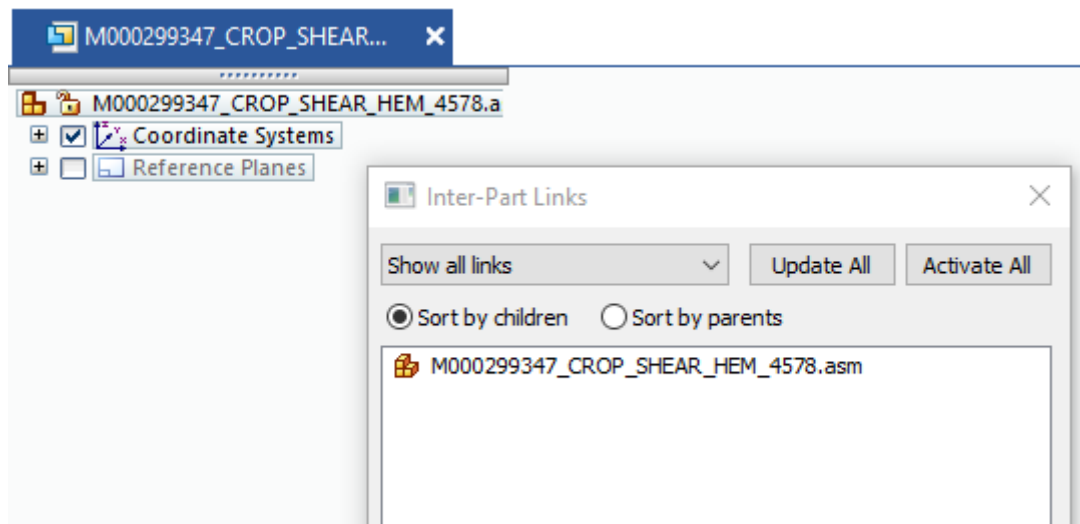 M000299347_CROP_SHEAR...
M000299347_CROP_SHEAR_HEM_4578.a
Coordinate Systems
Reference Planes
Inter-Part Links
Show all links
Update All
Activate All
Sort by children
Sort by parents
M000299347_CROP_SHEAR_HEM_4578.asm